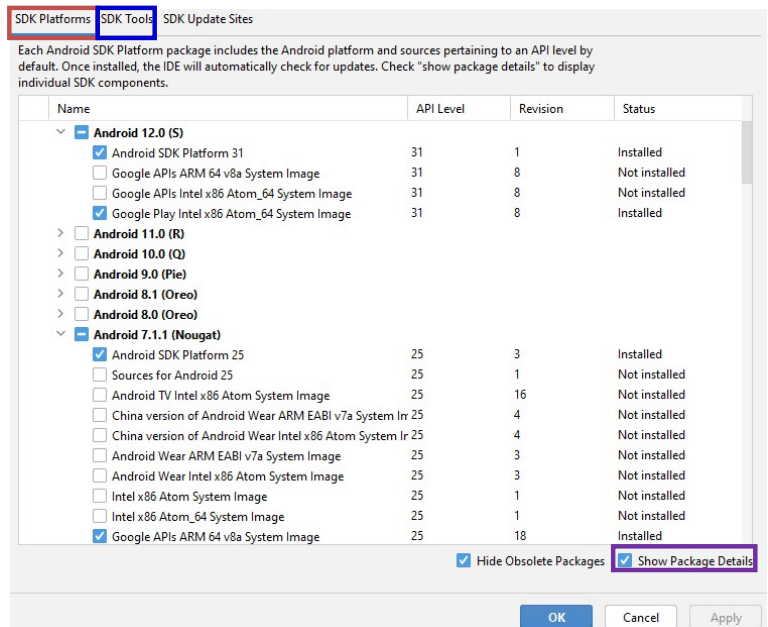 SDK Platforms SDK Tools SDK Update Sites
Each Android SDK Platform package includes the Android platform and sources pertaining to an API level by
default. Once installed, the IDE will automatically check for updates. Check "show package details" to display
individual SDK components.
Name API Level Revision Status
Android 12.0 (S)
Android SDK Platform 31 31 1 Installed
Google APIs ARM 64 v8a System Image 31 8 Not installed
Google APIs Intel x86 Atom_64 System Image 31 8 Not installed
Google Play Intel x86 Atom_64 System Image 31 8 Installed
Android 11.0 (R)
Android 10.0 (Q)
Android 9.0 (Pie)
Android 8.1 (Oreo)
Android 8.0 (Oreo)
Android 7.1.1 (Nougat)
Android SDK Platform 25 25 3 Installed
Sources for Android 25 25 1 Not installed
Android TV Intel x86 Atom System Image 25 16 Not installed
China version of Android Wear ARM EABI v7a System Im 25 4 Not installed
China version of Android Wear Intel x86 Atom System Ir 25 4 Not installed
Android Wear ARM EABI v7a System Image 25 3 Not installed
Android Wear Intel x86 Atom System Image 25 3 Not installed
Intel x86 Atom System Image 25 1 Not installed
Intel x86 Atom_64 System Image 25 1 Not installed
Google APIs ARM 64 v8a System Image 25 18 Installed
Hide Obsolete Packages Show Package Details
OK Cancel Apply